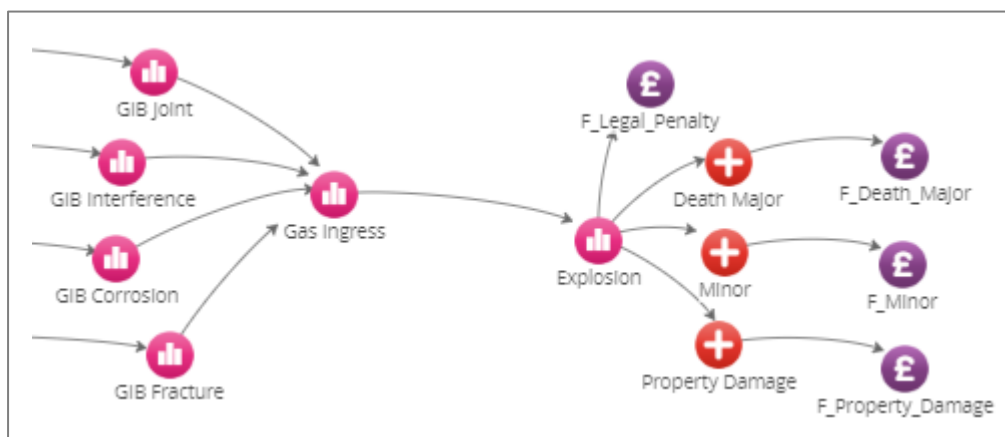 GIB Joint
F_Legal_Penalty
GIB Interference
Death Major
F_Death_Major
Gas Ingress
GIB Corrosion
Explosion
Minor
F_Minor
GIB Fracture
Property Damage
F_Property_Damage
£
£
£
£